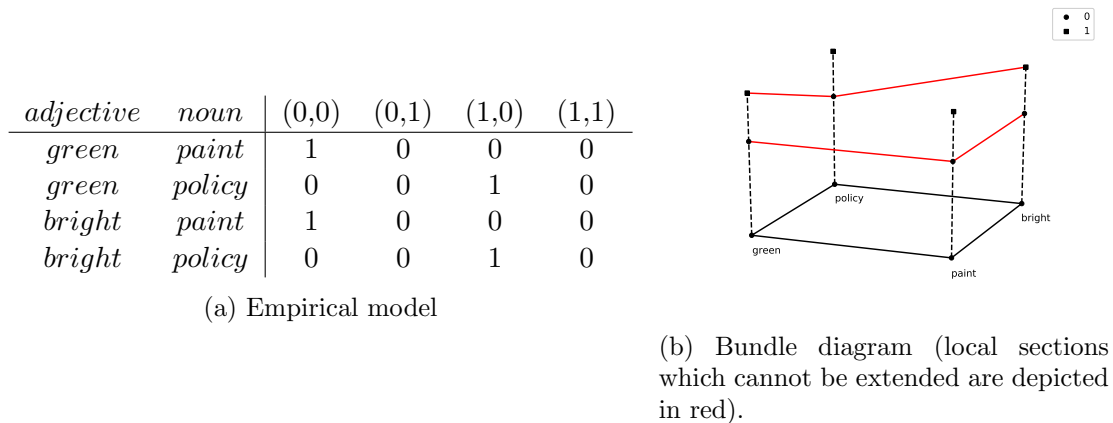 adjective noun (0,0) (0,1) (1,0) (1,1)
green paint 1 0 0 0
green policy 0 0 1 0
bright paint 1 0 0 0
bright policy 0 0 1 0
(a) Empirical model
0
1
policy
bright
green
paint
(b) Bundle diagram (local sections
which cannot be extended are depicted
in red).